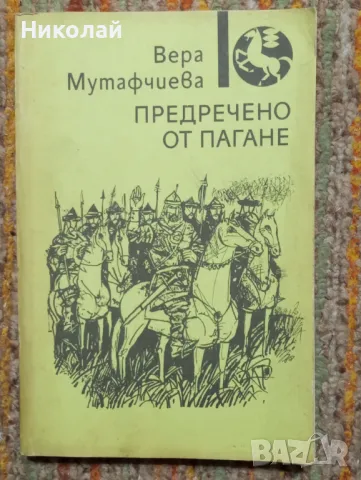 Николай
Вера
Мутафчиева
ПРЕДРЕЧЕНО
ОТ ПАГАНЕ
BAZAR